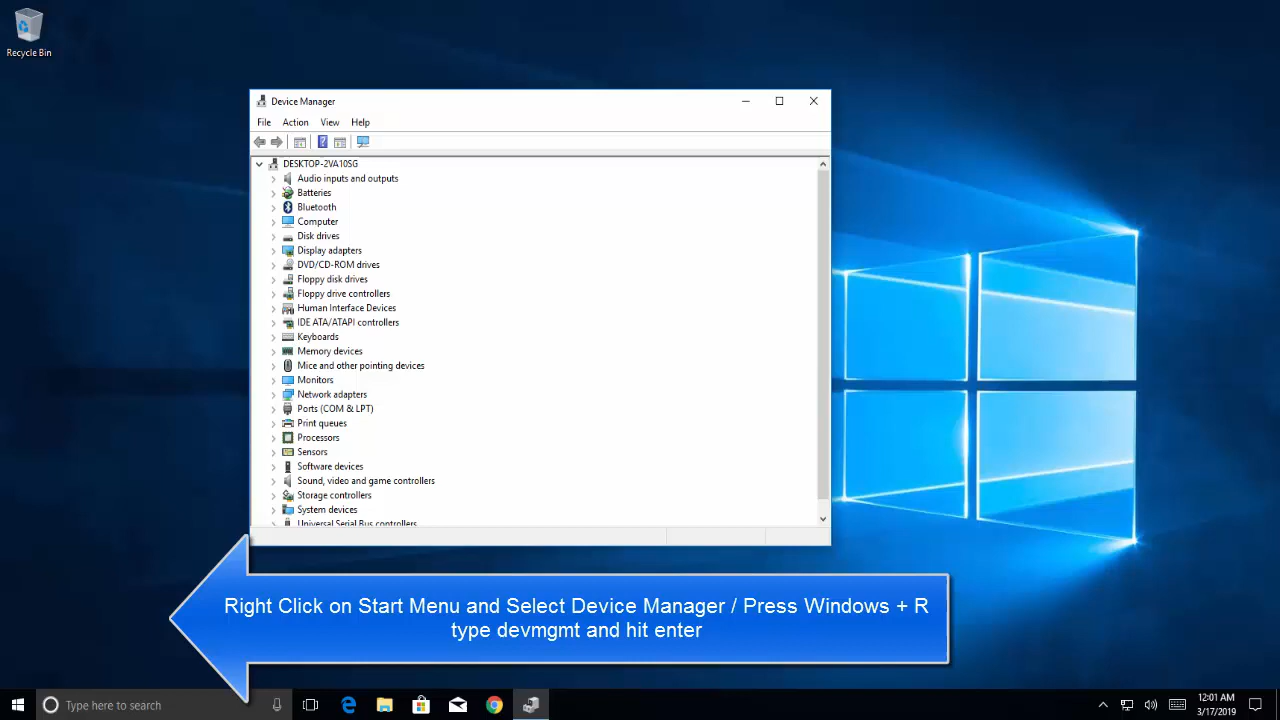 Recycle Bin
Device Manager
File Action View Help
DESKTOP-2VA10SG
Audio inputs and outputs
Batteries
Bluetooth
Computer
Disk drives
Display adapters
DVD/CD-ROM drives
Floppy disk drives
Floppy drive controllers
Human Interface Devices
IDE ATA/ATAPI controllers
Keyboards
Memory devices
Mice and other pointing devices
Monitors
Network adapters
Ports (COM & LPT)
Print queues
Processors
Sensors
Software devices
Sound, video and game controllers
Storage controllers
System devices
Universal Serial Bus controllers
Right Click on Start Menu and Select Device Manager / Press Windows + R
type devmgmt and hit enter
Type here to search
12:01 AM
3/17/2019